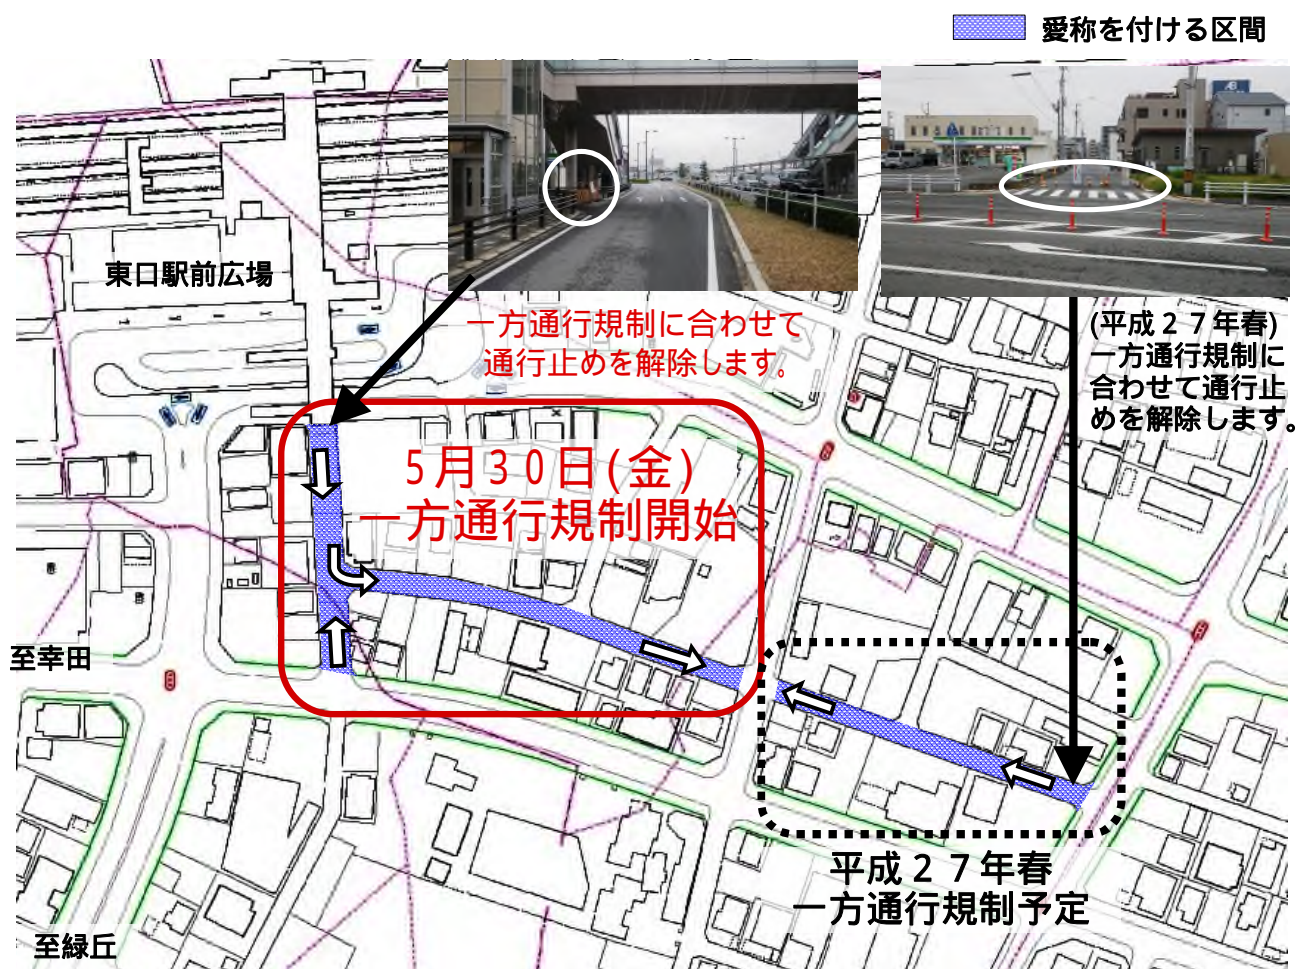 愛称を付ける区間
東口駅前広場
一方通行規制に合わせて
通行止めを解除します。
(平成２７年春)
一方通行規制に
合わせて通行止
めを解除します。
５月３０日(金)
一方通行規制開始
至幸田
平成２７年春
一方通行規制予定
至緑丘